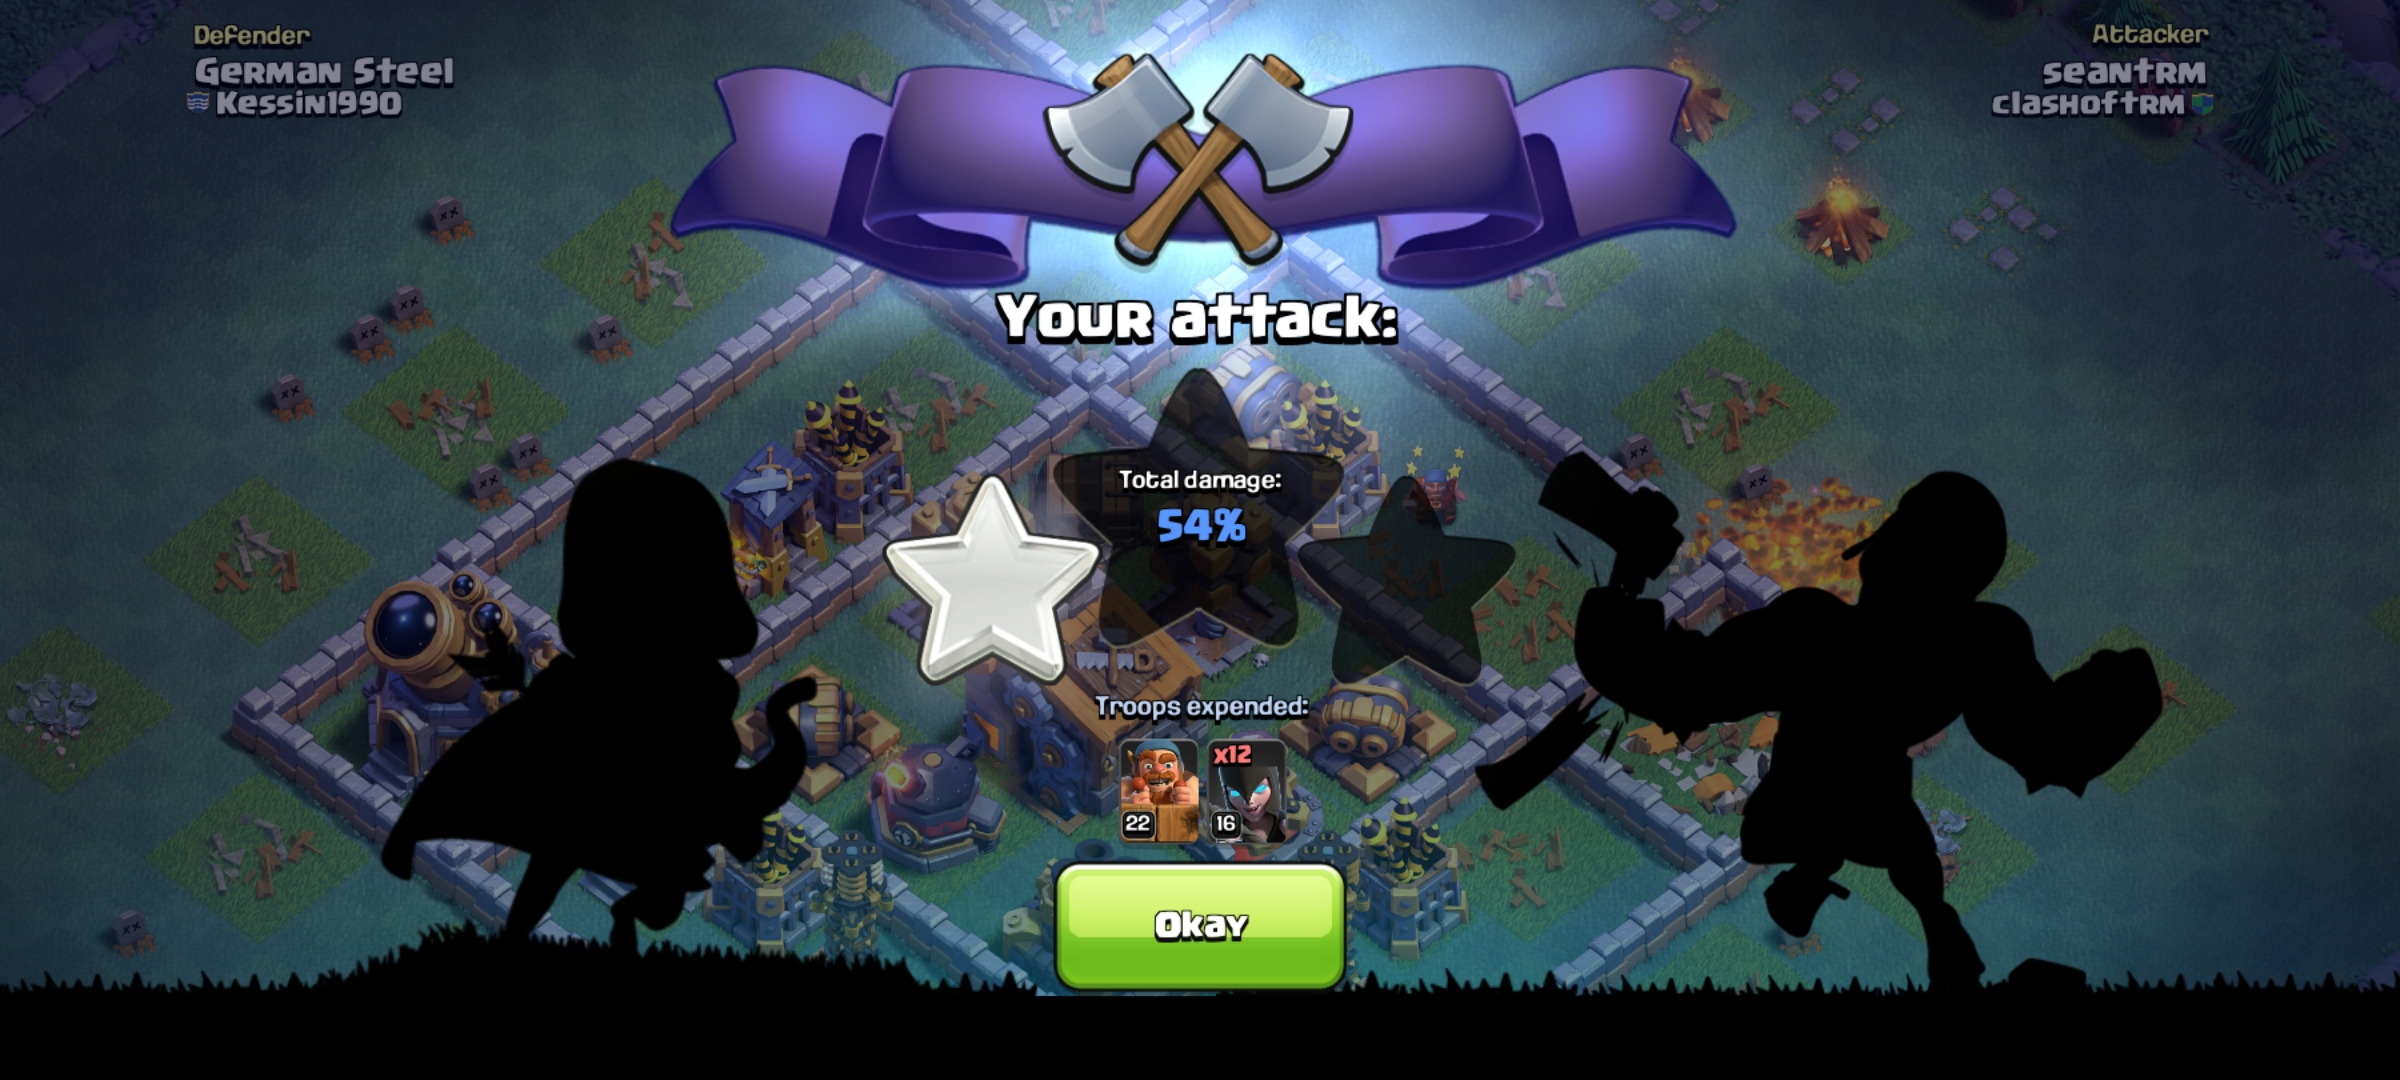 Defender
German Steel
Kessin1990
Attacker
seantrm
clashoftrm
Your attack:
Total damage:
54%
Troops expended:
x12
22
16
Okay